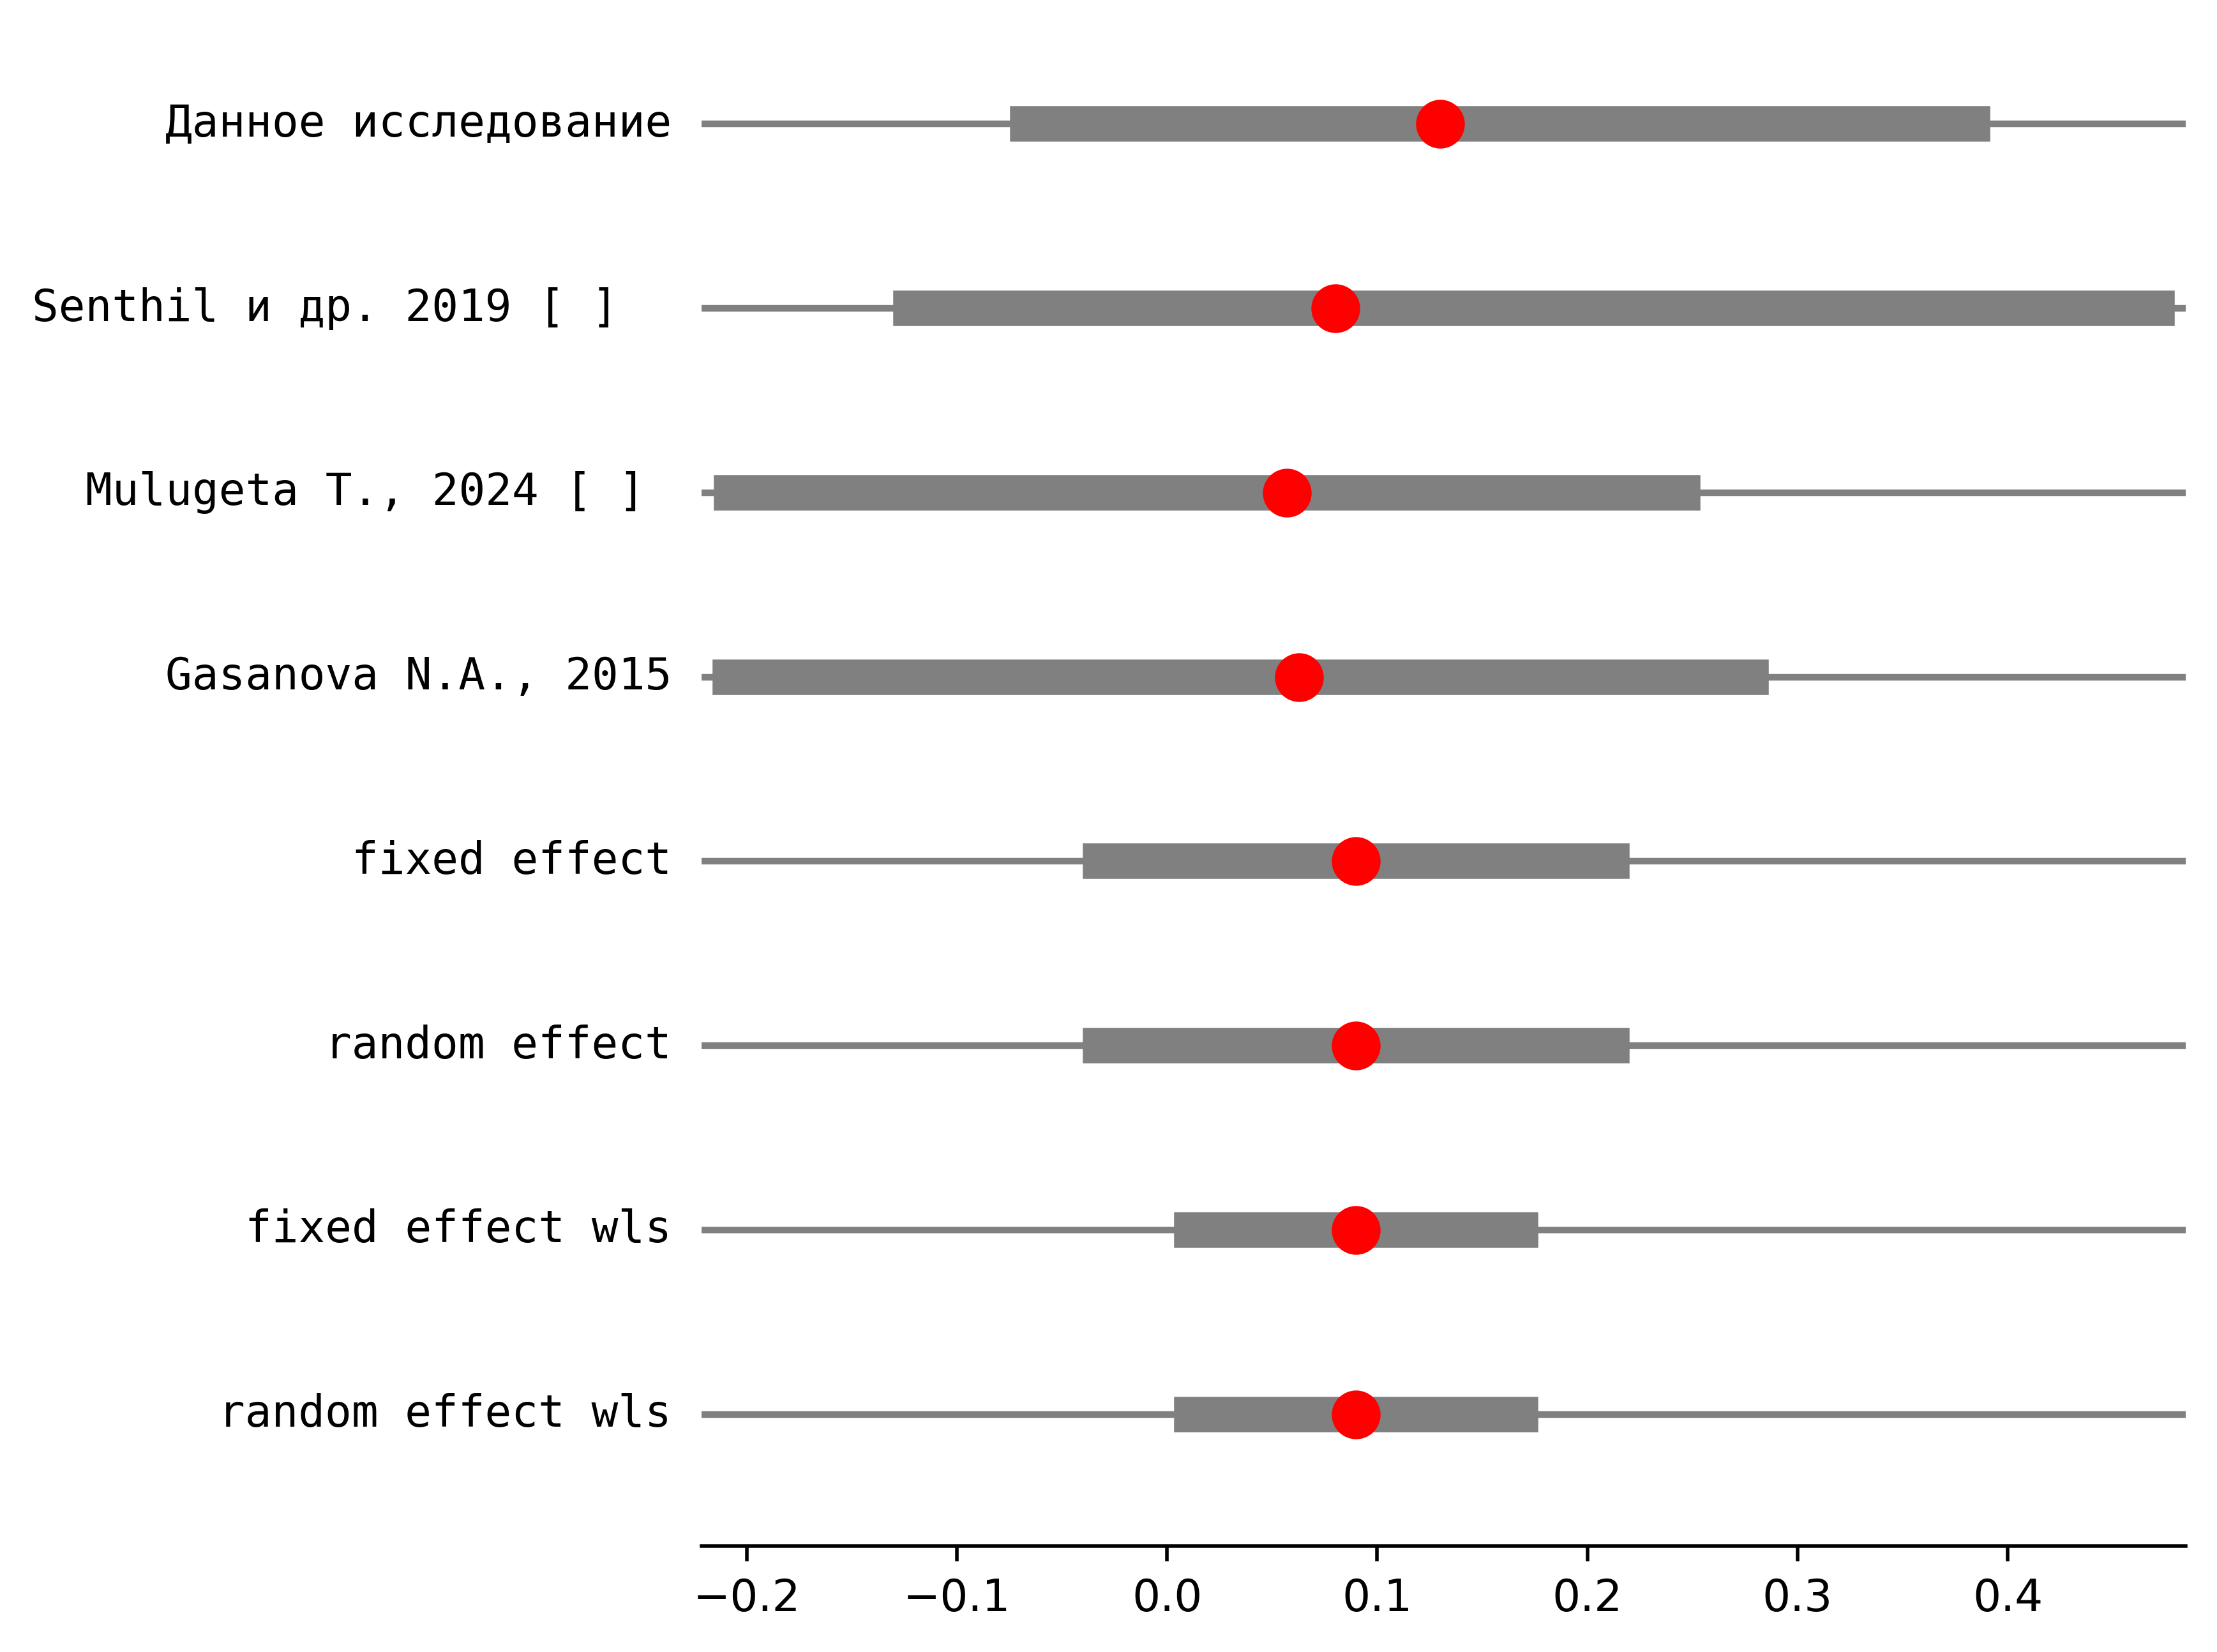 Данное исследование
Senthil и др. 2019 [ ]
Mulugeta T., 2024 [ ]
Gasanova N.A., 2015
fixed effect
random effect
fixed effect wls
random effect wls
−0.2 −0.1 0.0 0.1 0.2 0.3 0.4